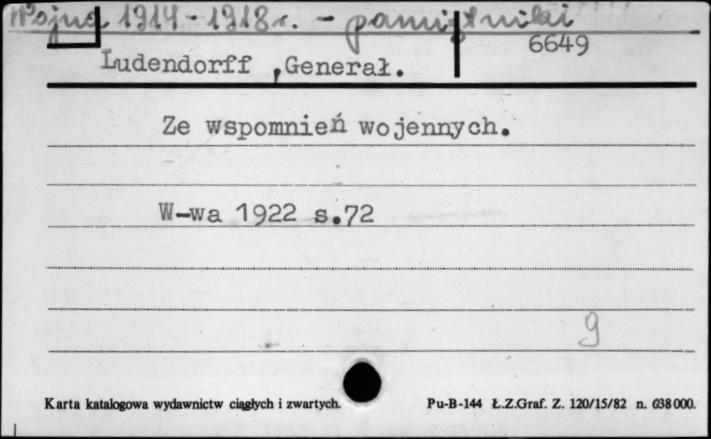 Wojna 1914-1918r. - pamiętniki
6649
Ludendorff ,Generał.
Ze wspomnień wojennych.
W-wa 1922 s.72
9
Karta katalogowa wydawnictw ciągłych i zwartych. Pu-B-144 Ł.Z.Graf. Z. 120/15/82 n. 638000.